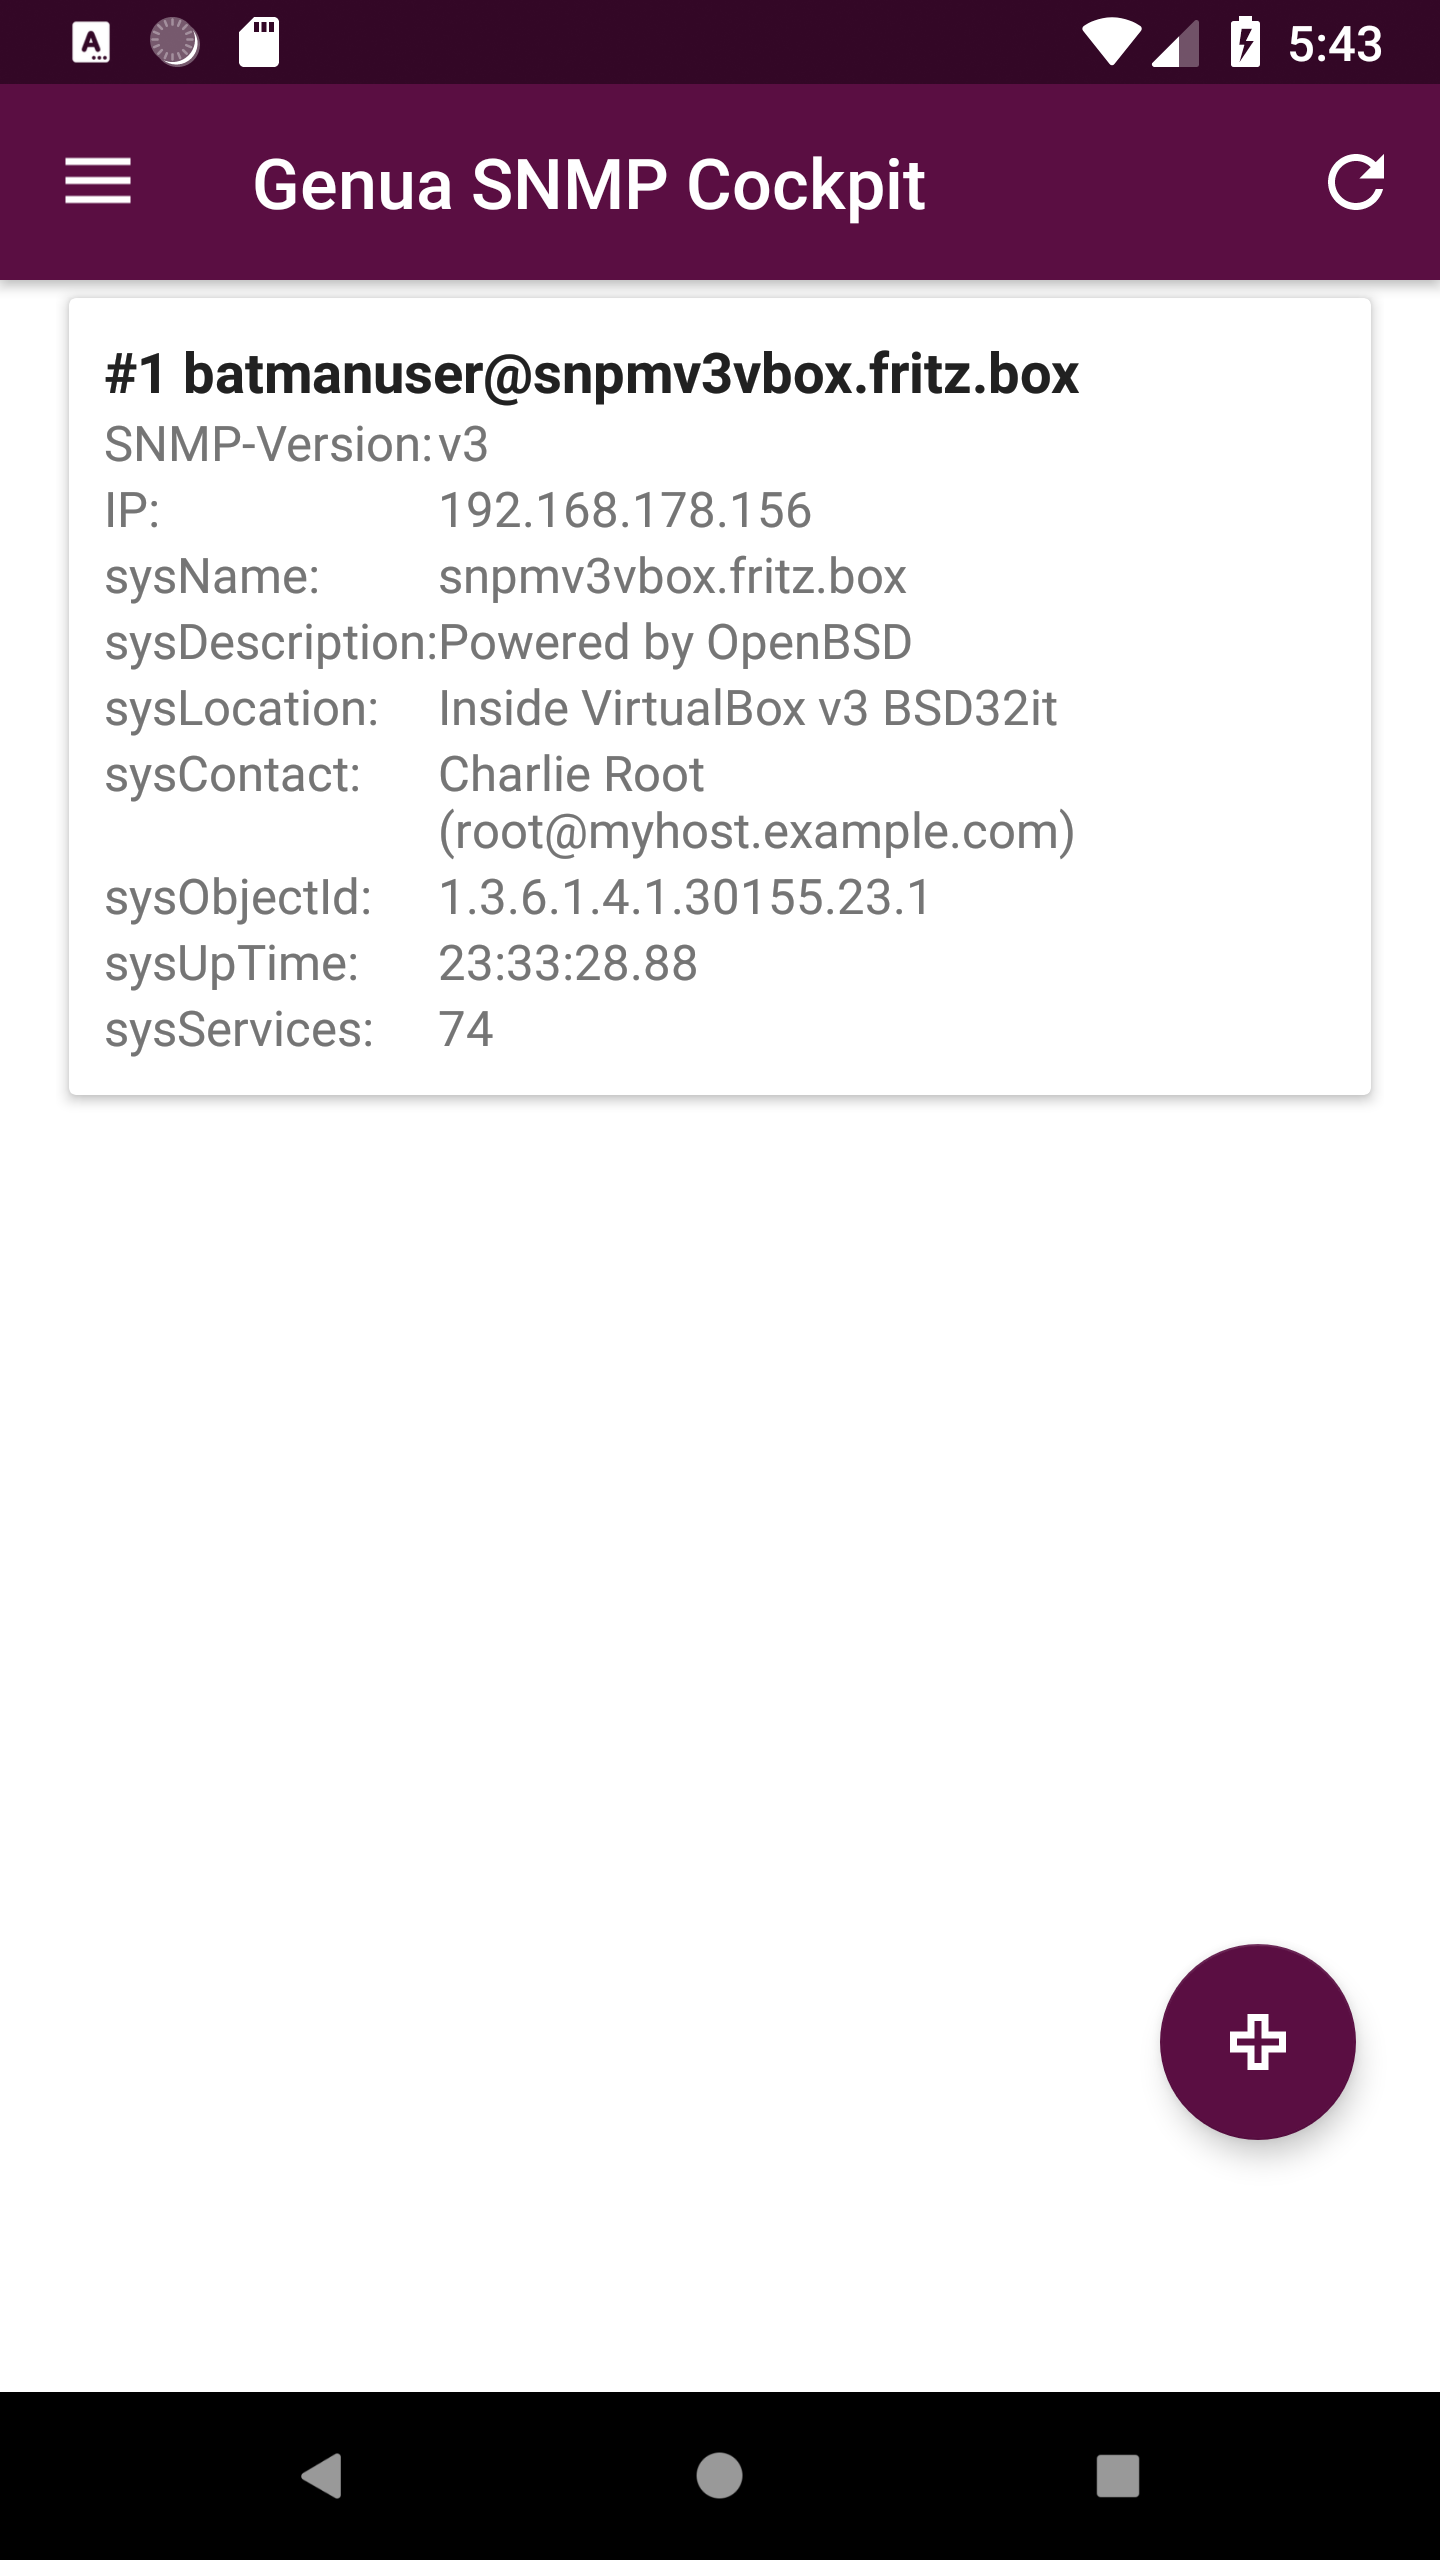 5:43
Genua SNMP Cockpit
#1 batmanuser@snpmv3vbox.fritz.box
SNMP-Version: v3
IP: 192.168.178.156
sysName: snpmv3vbox.fritz.box
sysDescription: Powered by OpenBSD
sysLocation: Inside VirtualBox v3 BSD32it
sysContact: Charlie Root
(root@myhost.example.com)
sysObjectId: 1.3.6.1.4.1.30155.23.1
sysUpTime: 23:33:28.88
sysServices: 74